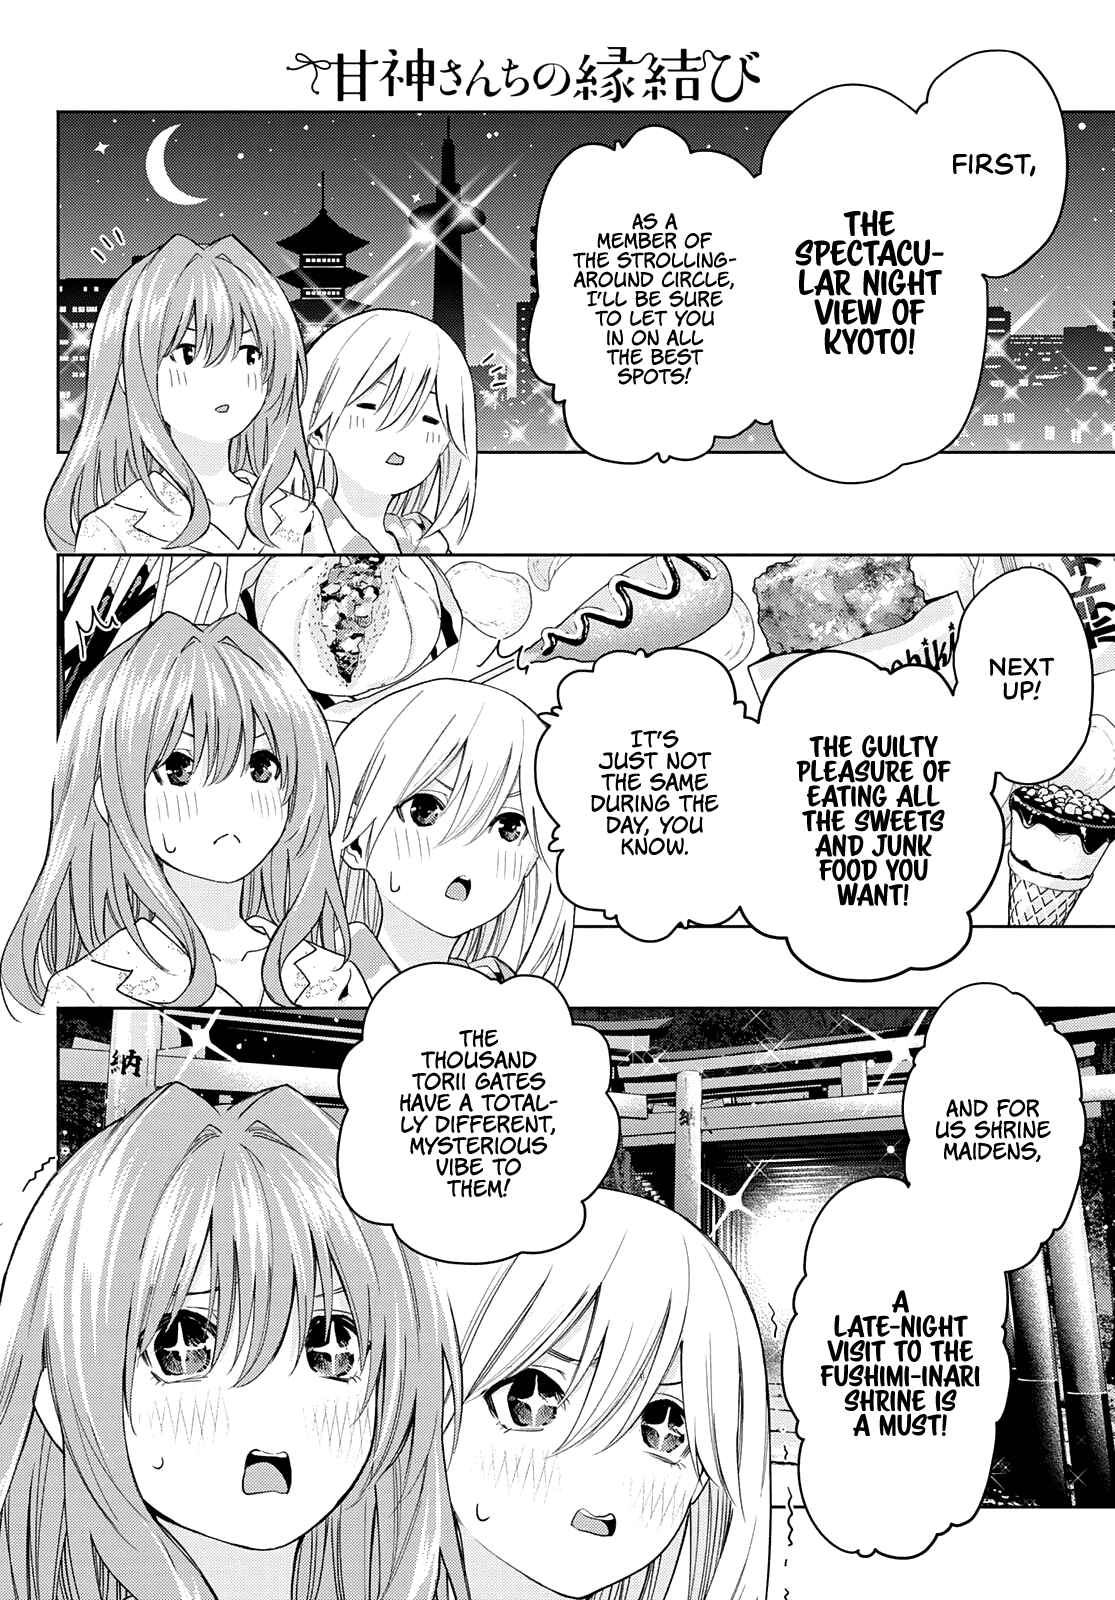 甘神さんちの縁結び
FIRST,
THE
SPECTACU-
LAR NIGHT
VIEW OF
KYOTO!
AS A
MEMBER OF
THE STROLLING-
AROUND CIRCLE,
I'LL BE SURE
TO LET YOU
IN ON ALL
THE BEST
SPOTS!
NEXT
UP!
THE GUILTY
PLEASURE OF
EATING ALL
THE SWEETS
AND JUNK
FOOD YOU
WANT!
IT'S
JUST NOT
THE SAME
DURING THE
DAY, YOU
KNOW.
AND FOR
US SHRINE
MAIDENS,
A
LATE-NIGHT
VISIT TO THE
FUSHIMI-INARI
SHRINE IS
A MUST!
THE
THOUSAND
TORII GATES
HAVE A TOTAL-
LY DIFFERENT,
MYSTERIOUS
VIBE TO
THEM!
納